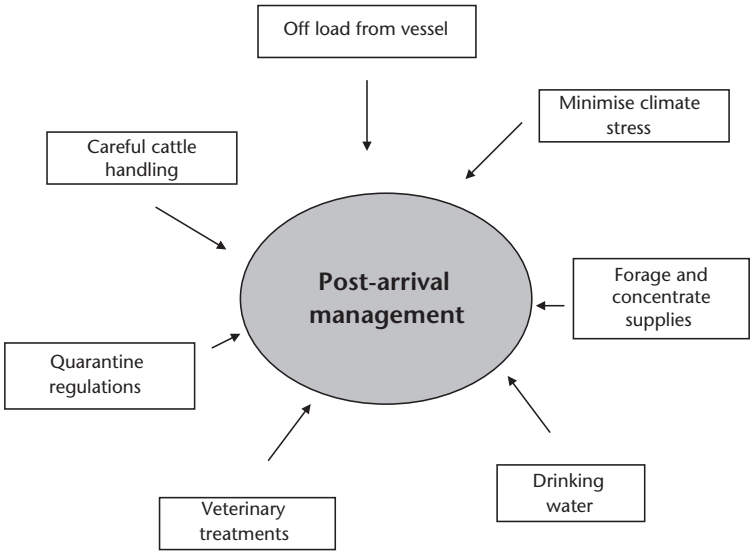 Off load from vessel
Minimise climate
stress
Careful cattle
handling
Post-arrival
management
Forage and
concentrate
supplies
Quarantine
regulations
Drinking
water
Veterinary
treatments